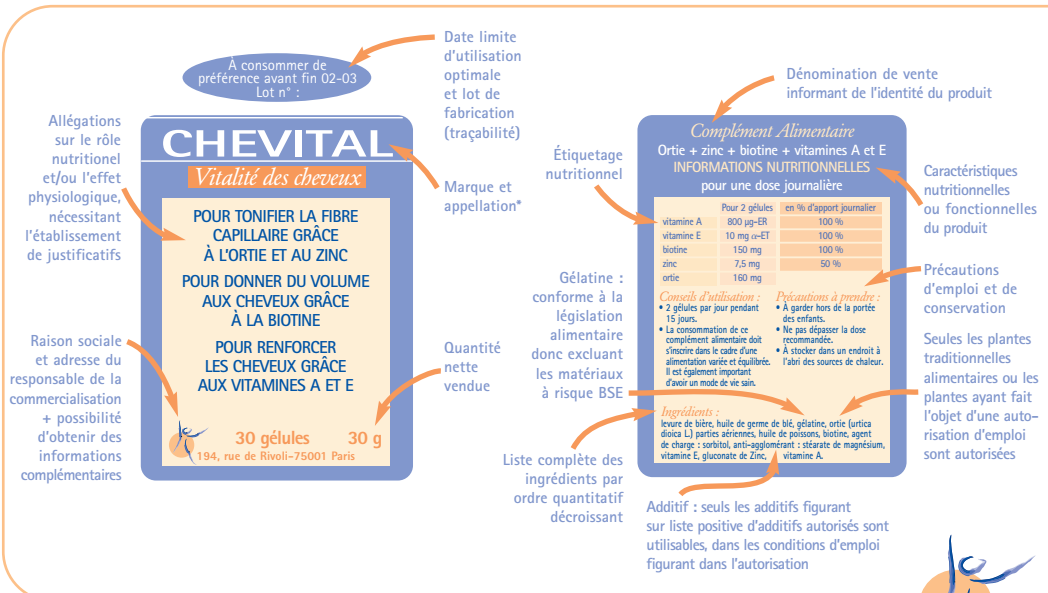 Date limite
d'utilisation
optimale
et lot de
fabrication
(traçabilité)
À consommer de
préférence avant fin 02-03
Lot n° :
Allégations
sur le rôle
nutritionel
et/ou l'effet
physiologique,
nécessitant
l'établissement
de justificatifs
CHEVITAL
Vitalité des cheveux
Marque et
appellation*
POUR TONIFIER LA FIBRE
CAPILLAIRE GRÂCE
À L'ORTIE ET AU ZINC
POUR DONNER DU VOLUME
AUX CHEVEUX GRÂCE
À LA BIOTINE
POUR RENFORCER
LES CHEVEUX GRÂCE
AUX VITAMINES A ET E
Raison sociale
et adresse du
responsable de la
commercialisation
+ possibilité
d'obtenir des
informations
complémentaires
Quantité
nette
vendue
30 gélules 30 g
194, rue de Rivoli-75001 Paris
Dénomination de vente
informant de l'identité du produit
Étiquetage
nutritionnel
Complément Alimentaire
Ortie + zinc + biotine + vitamines A et E
INFORMATIONS NUTRITIONNELLES
pour une dose journalière
Caractéristiques
nutritionnelles
ou fonctionnelles
du produit
Pour 2 gélules en % d'apport journalier
vitamine A 800 µg-ER 100 %
vitamine E 10 mg α-ET 100 %
biotine 150 mg 100 %
zinc 7,5 mg 50 %
ortie 160 mg
Gélatine :
conforme à la
législation
alimentaire
donc excluant
les matériaux
à risque BSE
Conseils d'utilisation :
• 2 gélules par jour pendant
15 jours.
• La consommation de ce
complément alimentaire doit
s'inscrire dans le cadre d'une
alimentation variée et équilibrée.
Il est également important
d'avoir un mode de vie sain.
Précautions à prendre :
• À garder hors de la portée
des enfants.
• Ne pas dépasser la dose
recommandée.
• À stocker dans un endroit à
l'abri des sources de chaleur.
Précautions
d'emploi et de
conservation
Seules les plantes
traditionnelles
alimentaires ou les
plantes ayant fait
l'objet d'une auto-
risation d'emploi
sont autorisées
Ingrédients :
levure de bière, huile de germe de blé, gélatine, ortie (urtica
dioica L.) parties aériennes, huile de poissons, biotine, agent
de charge : sorbitol, anti-agglomérant : stéarate de magnésium,
vitamine E, gluconate de Zinc, vitamine A.
Liste complète des
ingrédients par
ordre quantitatif
décroissant
Additif : seuls les additifs figurant
sur liste positive d'additifs autorisés sont
utilisables, dans les conditions d'emploi
figurant dans l'autorisation